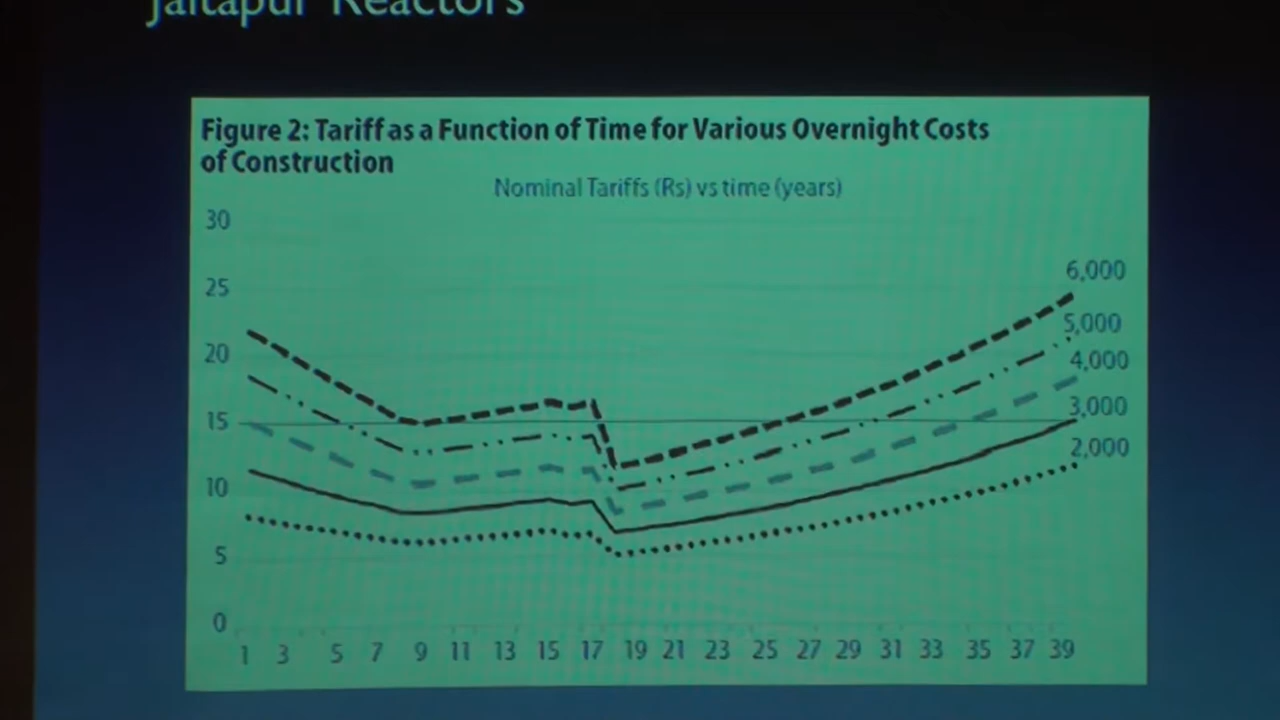 Jaitapur Reactors
Figure 2: Tariff as a Function of Time for Various Overnight Costs
of Construction
Nominal Tariffs (Rs) vs time (years)
30
25
20
15
10
5
0
6,000
5,000
4,000
3,000
2,000
1 3 5 7 9 11 13 15 17 19 21 23 25 27 29 31 33 35 37 39